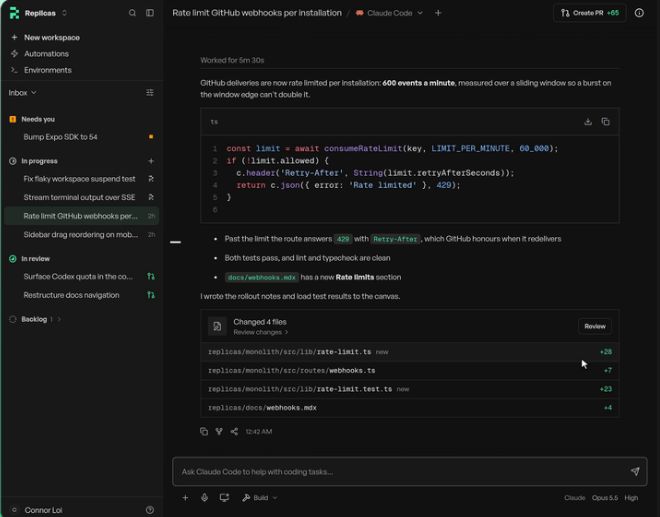 Replicas
New workspace
Automations
Environments
Inbox
Needs you
Bump Expo SDK to 54
In progress
Fix flaky workspace suspend test
Stream terminal output over SSE
Rate limit GitHub webhooks per... 2h
Sidebar drag reordering on mob... 2h
In review
Surface Codex quota in the co...
Restructure docs navigation
Backlog 1
Connor Loi
Rate limit GitHub webhooks per installation / Claude Code
Create PR +65
Worked for 5m 30s
GitHub deliveries are now rate limited per installation: 600 events a minute, measured over a sliding window so a burst on
the window edge can't double it.
ts
1 const limit = await consumeRateLimit(key, LIMIT_PER_MINUTE, 60_000);
2 if (!limit.allowed) {
3 c.header('Retry-After', String(limit.retryAfterSeconds));
4 return c.json({ error: 'Rate limited' }, 429);
5 }
6
Past the limit the route answers 429 with Retry-After, which GitHub honours when it redelivers
Both tests pass, and lint and typecheck are clean
docs/webhooks.mdx has a new Rate limits section
I wrote the rollout notes and load test results to the canvas.
Changed 4 files
Review changes
Review
replicas/monolith/src/lib/rate-limit.ts new +28
replicas/monolith/src/routes/webhooks.ts +7
replicas/monolith/src/lib/rate-limit.test.ts new +23
replicas/docs/webhooks.mdx +4
12:42 AM
Ask Claude Code to help with coding tasks...
Build
Claude Opus 5.5 High